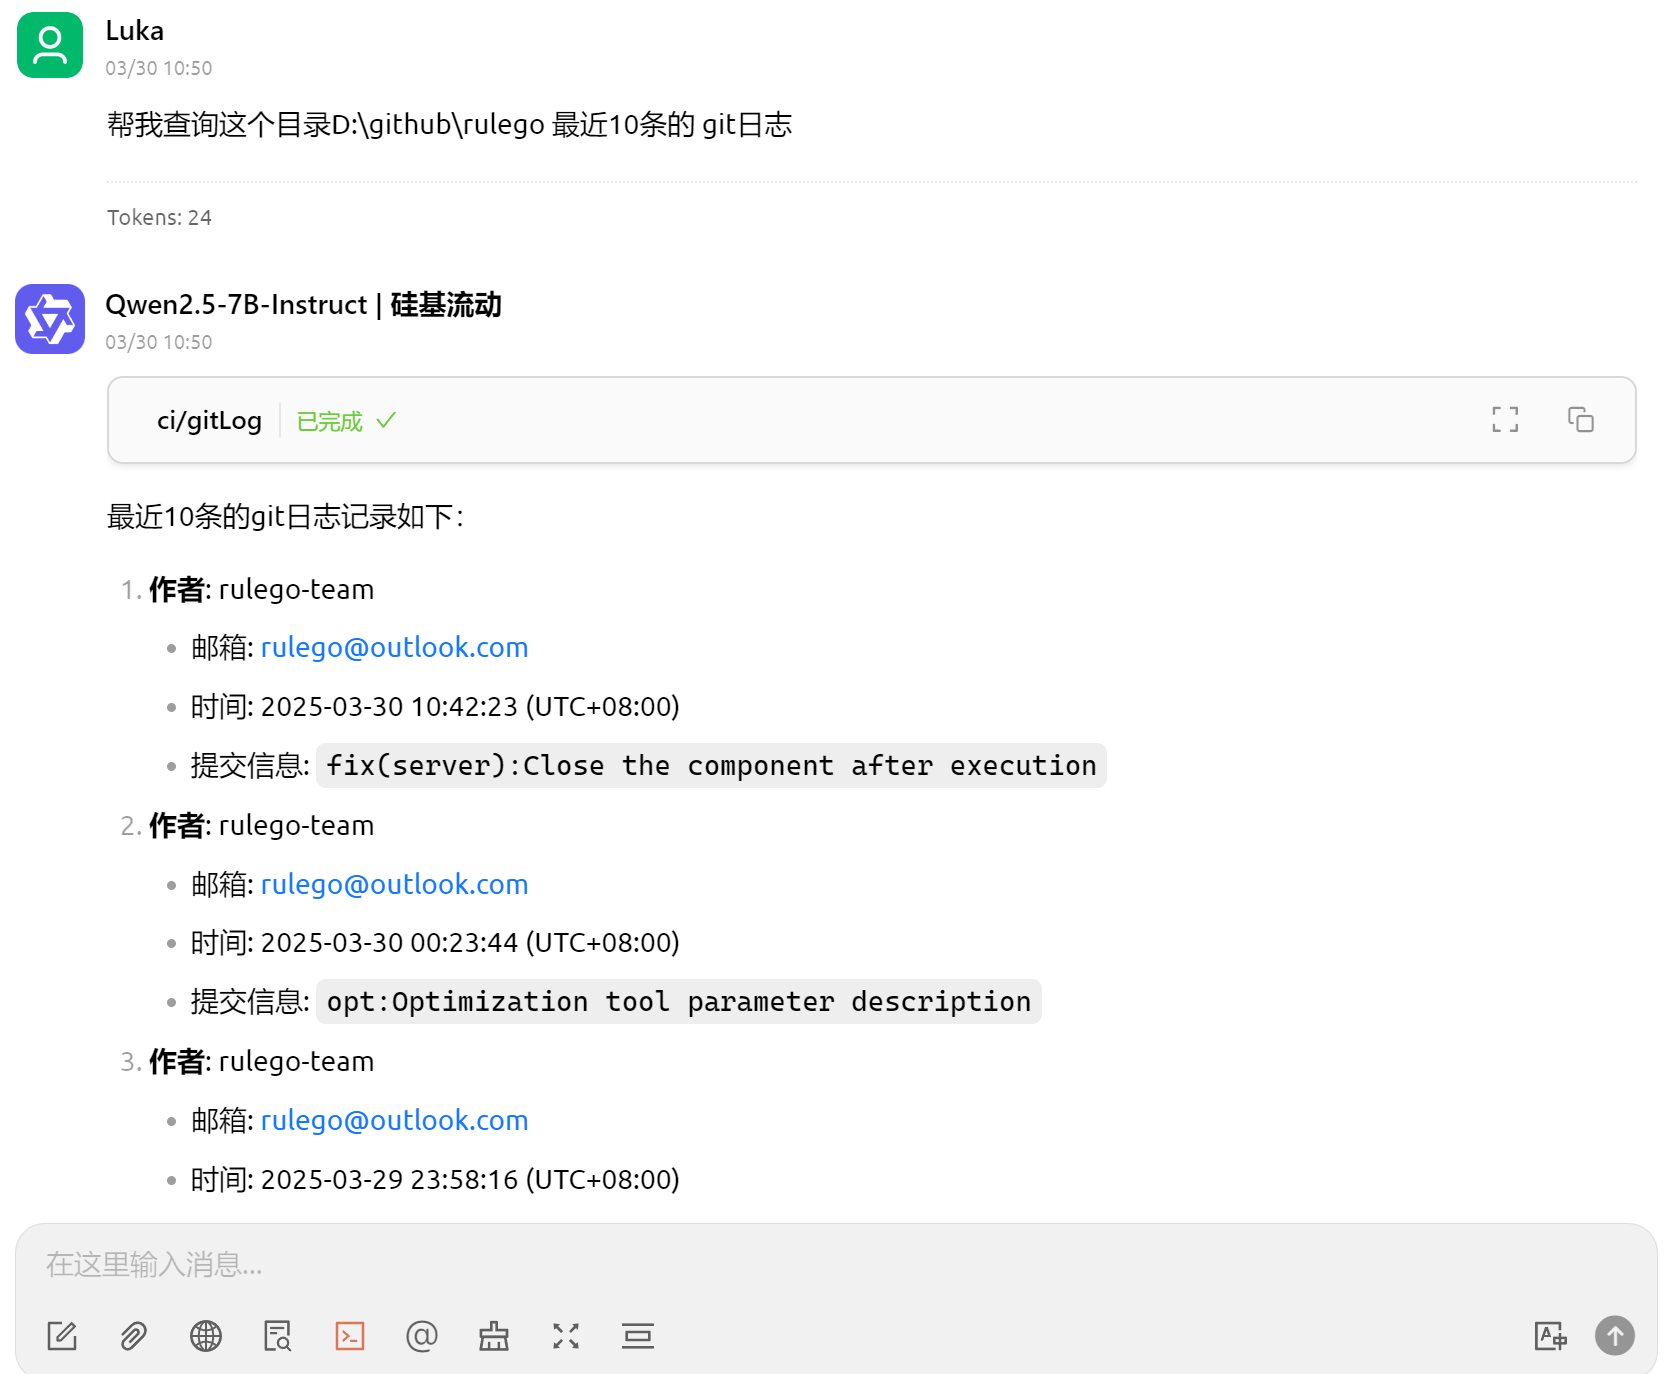 Luka
03/30 10:50
帮我查询这个目录D:\github\rulego 最近10条的 git日志
Tokens: 24
Qwen2.5-7B-Instruct | 硅基流动
03/30 10:50
ci/gitLog 已完成
最近10条的git日志记录如下：
1. 作者: rulego-team
邮箱: rulego@outlook.com
时间: 2025-03-30 10:42:23 (UTC+08:00)
提交信息: fix(server):Close the component after execution
2. 作者: rulego-team
邮箱: rulego@outlook.com
时间: 2025-03-30 00:23:44 (UTC+08:00)
提交信息: opt:Optimization tool parameter description
3. 作者: rulego-team
邮箱: rulego@outlook.com
时间: 2025-03-29 23:58:16 (UTC+08:00)
在这里输入消息...